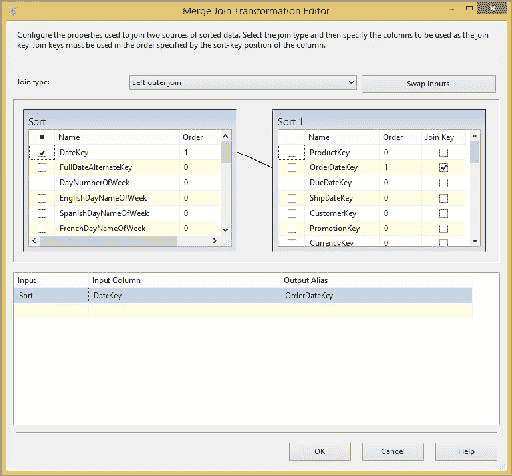 Merge Join Transformation Editor
Configure the properties used to join two sources of sorted data. Select the join type and then specify the columns to be used as the join
key. Join keys must be used in the order specified by the sort-key position of the column.
Join type:
Left outer join
Swap Inputs
Sort
Name Order
DateKey 1
FullDateAlternateKey 0
DayNumberOfWeek 0
EnglishDayNameOfWeek 0
SpanishDayNameOfWeek 0
FrenchDayNameOfWeek 0
Sort 1
Name Order Join Key
ProductKey 0
OrderDateKey 1
DueDateKey 0
ShipDateKey 0
CustomerKey 0
PromotionKey 0
CurrencyKey 0
Input Input Column Output Alias
Sort DateKey OrderDateKey
OK Cancel Help